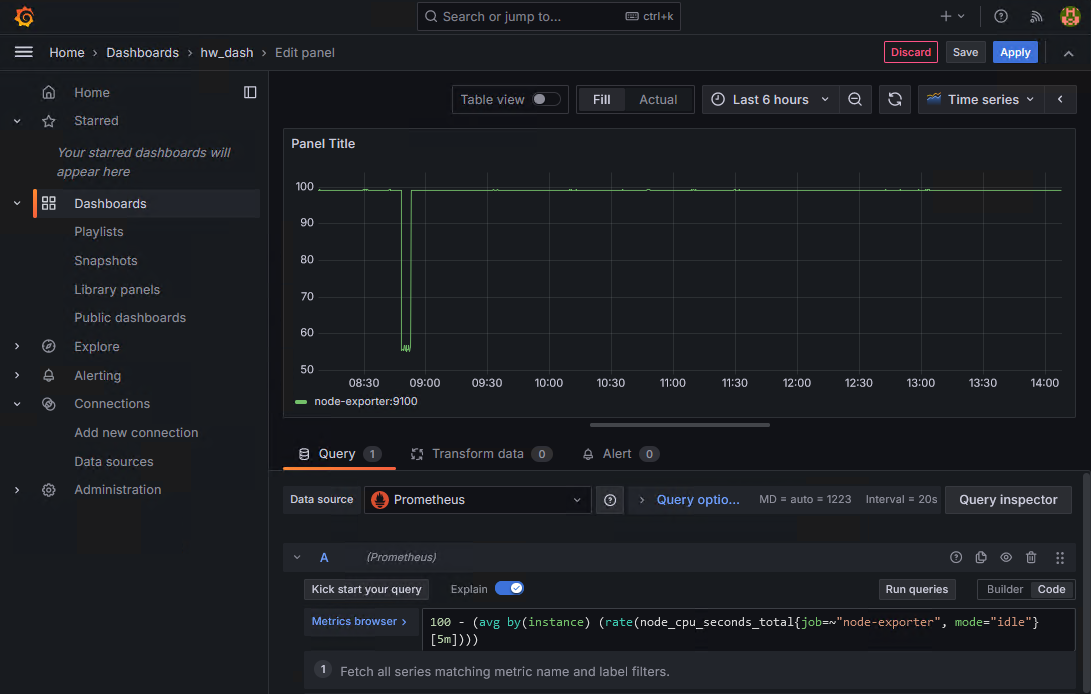 Search or jump to...
ctrl+k
Home › Dashboards › hw_dash › Edit panel
Discard
Save
Apply
Home
Starred
Your starred dashboards will
appear here
Dashboards
Playlists
Snapshots
Library panels
Public dashboards
Explore
Alerting
Connections
Add new connection
Data sources
Administration
Table view
Fill
Actual
Last 6 hours
Time series
Panel Title
100
90
80
70
60
50
08:30 09:00 09:30 10:00 10:30 11:00 11:30 12:00 12:30 13:00 13:30 14:00
node-exporter:9100
Query 1
Transform data 0
Alert 0
Data source
Prometheus
Query optio...
MD = auto = 1223
Interval = 20s
Query inspector
A
(Prometheus)
Kick start your query
Explain
Run queries
Builder
Code
Metrics browser ›
100 - (avg by(instance) (rate(node_cpu_seconds_total{job=~"node-exporter", mode="idle"}
[5m])))
1 Fetch all series matching metric name and label filters.